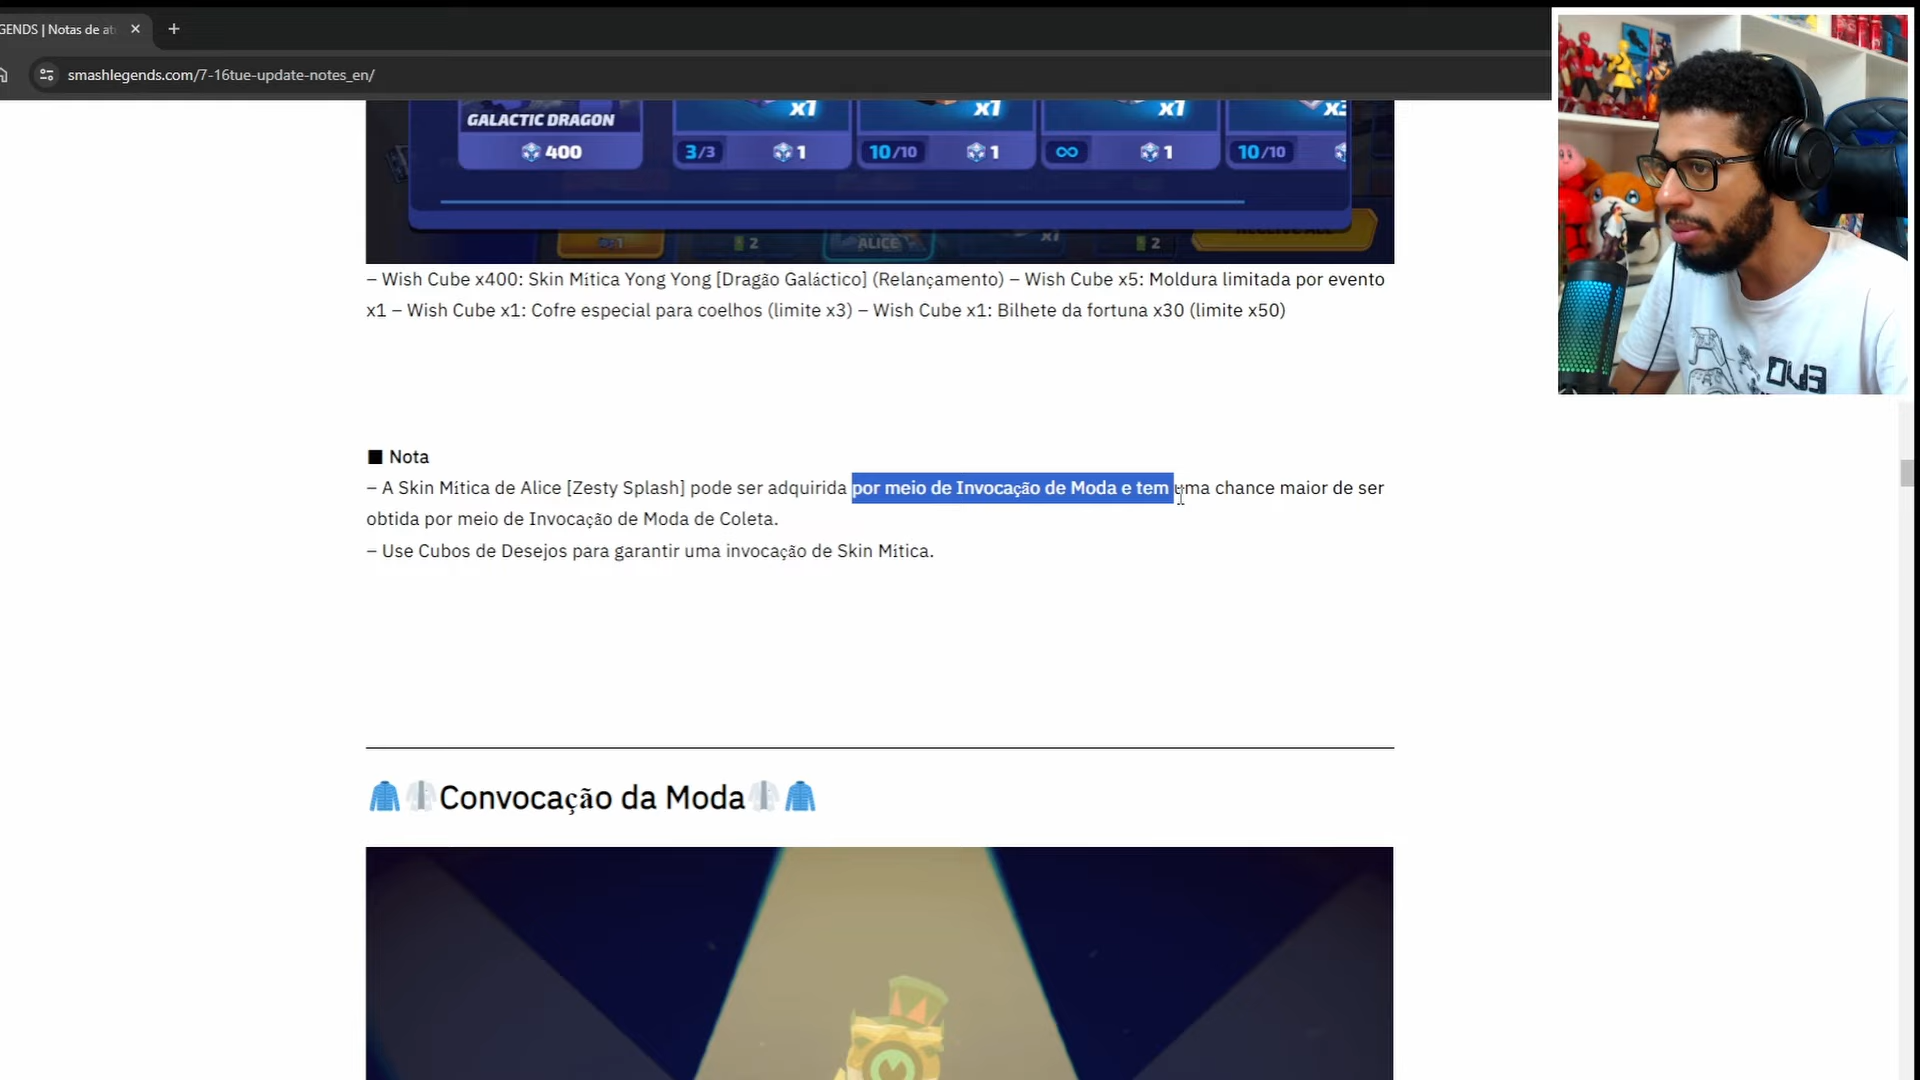 GENDS | Notas de at
smashlegends.com/7-16tue-update-notes_en/
GALACTIC DRAGON
400
x1
3/3
1
x1
10/10
1
x1
∞
1
10/10
1
2
ALICE
x1
2
– Wish Cube x400: Skin Mítica Yong Yong [Dragão Galáctico] (Relançamento) – Wish Cube x5: Moldura limitada por evento
x1 – Wish Cube x1: Cofre especial para coelhos (limite x3) – Wish Cube x1: Bilhete da fortuna x30 (limite x50)
■ Nota
– A Skin Mítica de Alice [Zesty Splash] pode ser adquirida por meio de Invocação de Moda e tem uma chance maior de ser
obtida por meio de Invocação de Moda de Coleta.
– Use Cubos de Desejos para garantir uma invocação de Skin Mítica.
Convocação da Moda